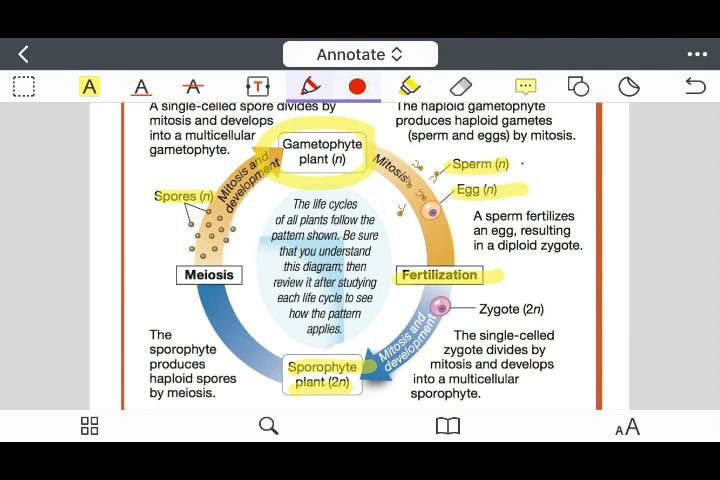 Annotate
A
A
A
T
A single-celled spore divides by
mitosis and develops
into a multicellular
gametophyte.
The haploid gametophyte
produces haploid gametes
(sperm and eggs) by mitosis.
Gametophyte
plant (n)
Mitosis and
development
Mitosis
Sperm (n)
Egg (n)
Spores (n)
The life cycles
of all plants follow the
pattern shown. Be sure
that you understand
this diagram; then
review it after studying
each life cycle to see
how the pattern
applies.
A sperm fertilizes
an egg, resulting
in a diploid zygote.
Meiosis
Fertilization
Zygote (2n)
Mitosis and
development
The
sporophyte
produces
haploid spores
by meiosis.
Sporophyte
plant (2n)
The single-celled
zygote divides by
mitosis and develops
into a multicellular
sporophyte.
AA